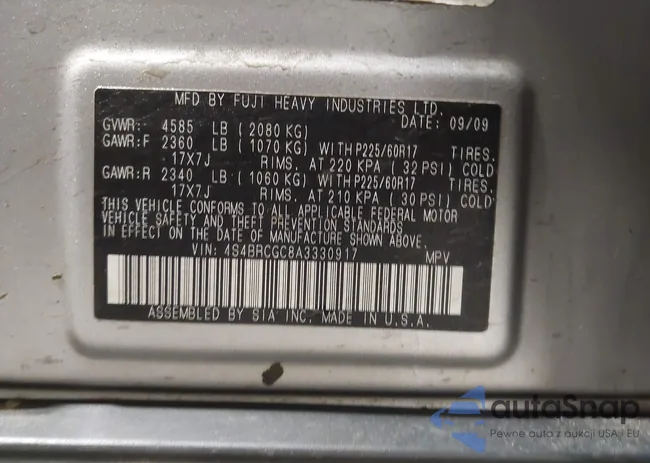 MFD BY FUJI HEAVY INDUSTRIES LTD.
DATE: 09/09
GVWR: 4585 LB (2080 KG)
GAWR:F 2360 LB (1070 KG) WITH P225/60R17 TIRES.
17X7J RIMS. AT 220 KPA (32 PSI) COLD
GAWR:R 2340 LB (1060 KG) WITH P225/60R17 TIRES.
17X7J RIMS. AT 210 KPA (30 PSI) COLD
THIS VEHICLE CONFORMS TO ALL APPLICABLE FEDERAL MOTOR
VEHICLE SAFETY AND THEFT PREVENTION STANDARDS
IN EFFECT ON THE DATE OF MANUFACTURE SHOWN ABOVE.
VIN: 4S4BRCGC8A3330917 MPV
ASSEMBLED BY SIA INC. MADE IN U.S.A.
autoSnap
Pewne auta z aukcji USA i EU